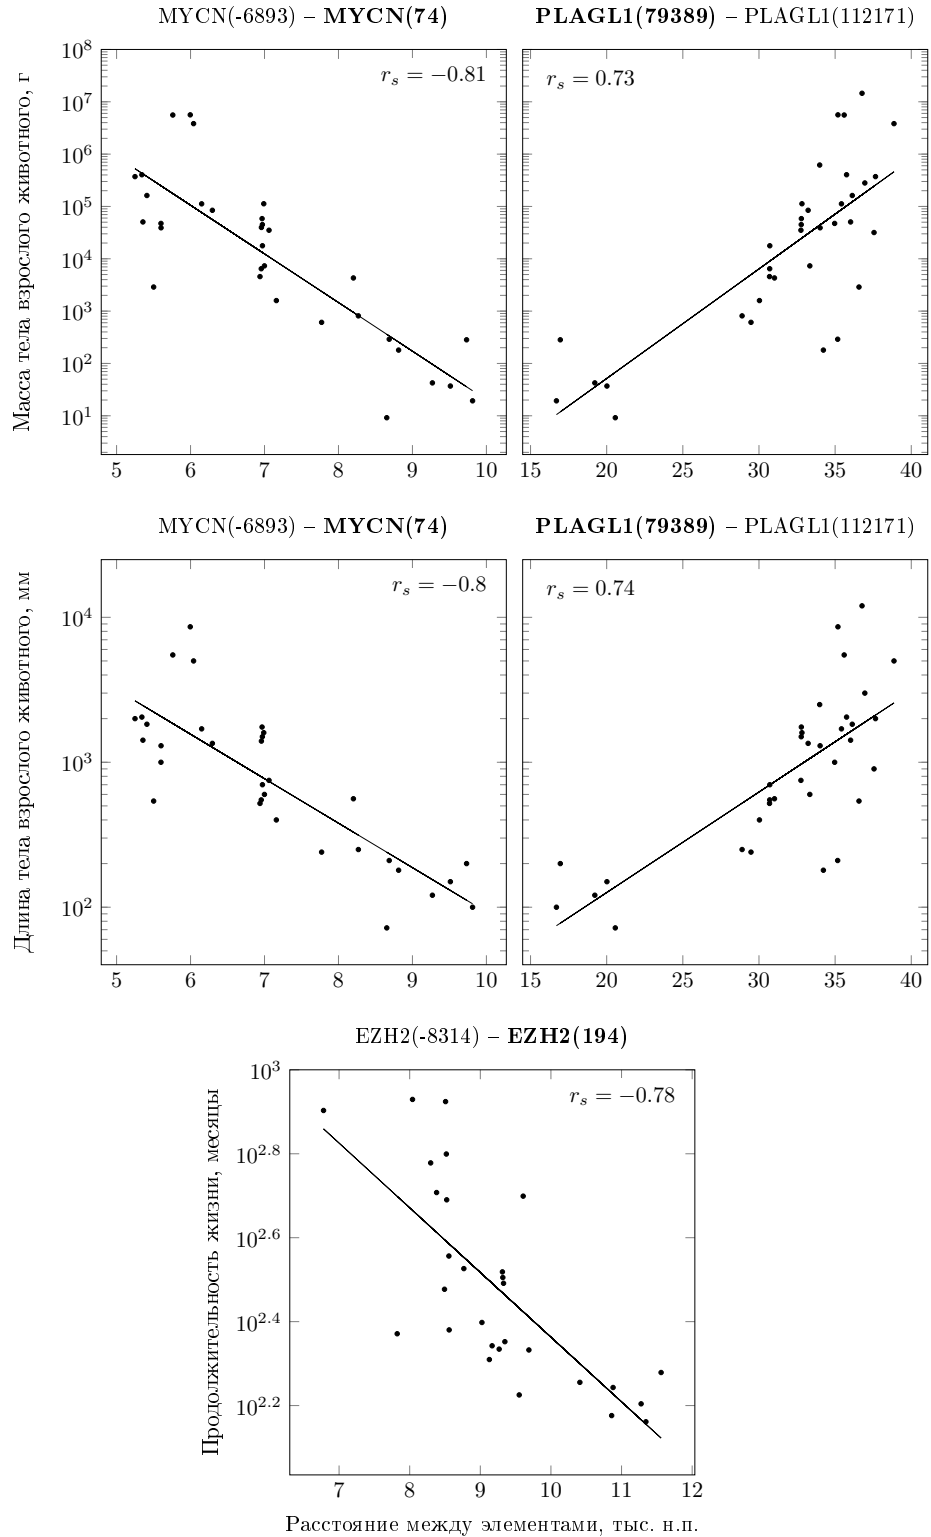 MYCN(-6893) – MYCN(74)
PLAGL1(79389) – PLAGL1(112171)
Масса тела взрослого животного, г
10^8
10^7
10^6
10^5
10^4
10^3
10^2
10^1
r_s = −0.81
r_s = 0.73
5 6 7 8 9 10
15 20 25 30 35 40
MYCN(-6893) – MYCN(74)
PLAGL1(79389) – PLAGL1(112171)
Длина тела взрослого животного, мм
10^4
10^3
10^2
r_s = −0.8
r_s = 0.74
5 6 7 8 9 10
15 20 25 30 35 40
EZH2(-8314) – EZH2(194)
Продолжительность жизни, месяцы
10^3
10^2.8
10^2.6
10^2.4
10^2.2
r_s = −0.78
7 8 9 10 11 12
Расстояние между элементами, тыс. н.п.